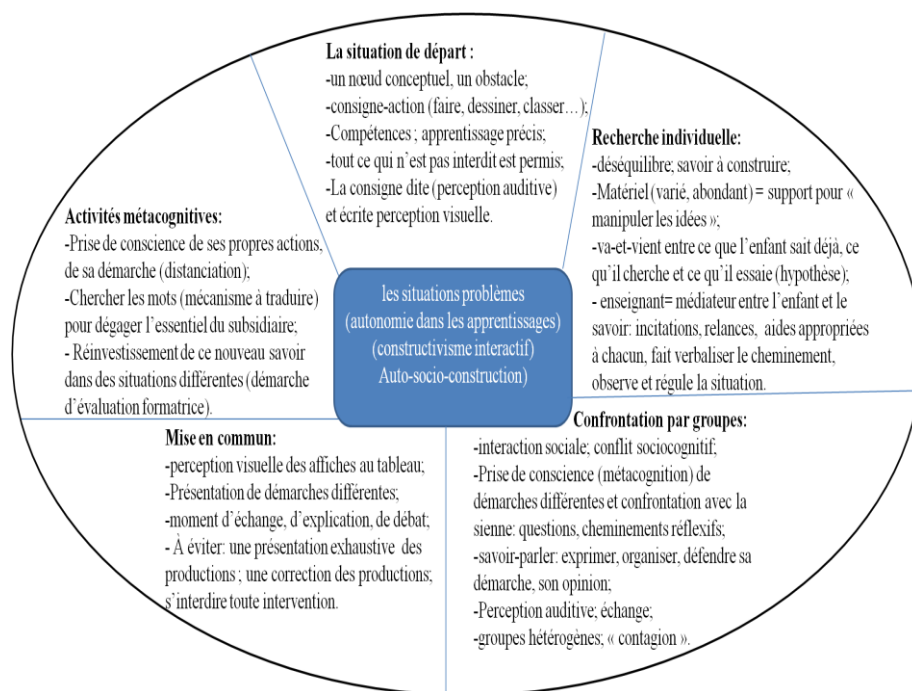 La situation de départ :
-un nœud conceptuel, un obstacle;
-consigne-action (faire, dessiner, classer…);
-Compétences ; apprentissage précis;
-tout ce qui n’est pas interdit est permis;
-La consigne dite (perception auditive)
et écrite perception visuelle.
Recherche individuelle:
-déséquilibre; savoir à construire;
-Matériel (varié, abondant) = support pour «
manipuler les idées »;
-va-et-vient entre ce que l’enfant sait déjà, ce
qu’il cherche et ce qu’il essaie (hypothèse);
- enseignant= médiateur entre l’enfant et le
savoir: incitations, relances, aides appropriées
à chacun, fait verbaliser le cheminement,
observe et régule la situation.
Confrontation par groupes:
-interaction sociale; conflit sociocognitif;
-Prise de conscience (métacognition) de
démarches différentes et confrontation avec la
sienne: questions, cheminements réflexifs;
-savoir-parler: exprimer, organiser, défendre sa
démarche, son opinion;
-Perception auditive; échange;
-groupes hétérogènes; « contagion ».
Mise en commun:
-perception visuelle des affiches au tableau;
-Présentation de démarches différentes;
-moment d’échange, d’explication, de débat;
- À éviter: une présentation exhaustive des
productions ; une correction des productions;
s’interdire toute intervention.
Activités métacognitives:
-Prise de conscience de ses propres actions,
de sa démarche (distanciation);
-Chercher les mots (mécanisme à traduire)
pour dégager l’essentiel du subsidiaire;
- Réinvestissement de ce nouveau savoir
dans des situations différentes (démarche
d’évaluation formatrice).
les situations problèmes
(autonomie dans les apprentissages)
(constructivisme interactif)
Auto-socio-construction)